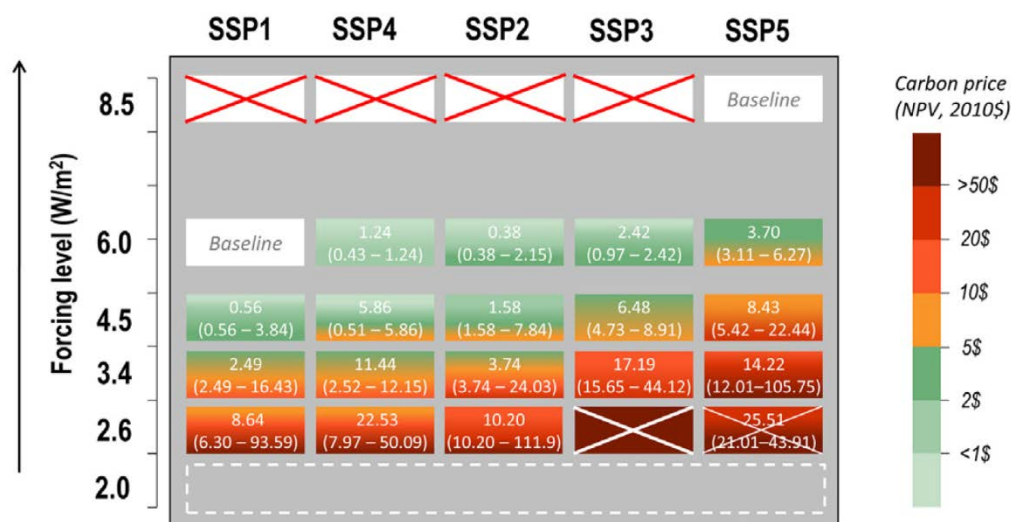 SSP1 SSP4 SSP2 SSP3 SSP5
8.5
Baseline
6.0
Baseline
1.24
(0.43 – 1.24)
0.38
(0.38 – 2.15)
2.42
(0.97 – 2.42)
3.70
(3.11 – 6.27)
4.5
0.56
(0.56 – 3.84)
5.86
(0.51 – 5.86)
1.58
(1.58 – 7.84)
6.48
(4.73 – 8.91)
8.43
(5.42 – 22.44)
3.4
2.49
(2.49 – 16.43)
11.44
(2.52 – 12.15)
3.74
(3.74 – 24.03)
17.19
(15.65 – 44.12)
14.22
(12.01–105.75)
2.6
8.64
(6.30 – 93.59)
22.53
(7.97 – 50.09)
10.20
(10.20 – 111.9)
25.51
(21.01–43.91)
2.0
Forcing level (W/m²)
Carbon price
(NPV, 2010$)
>50$
20$
10$
5$
2$
<1$